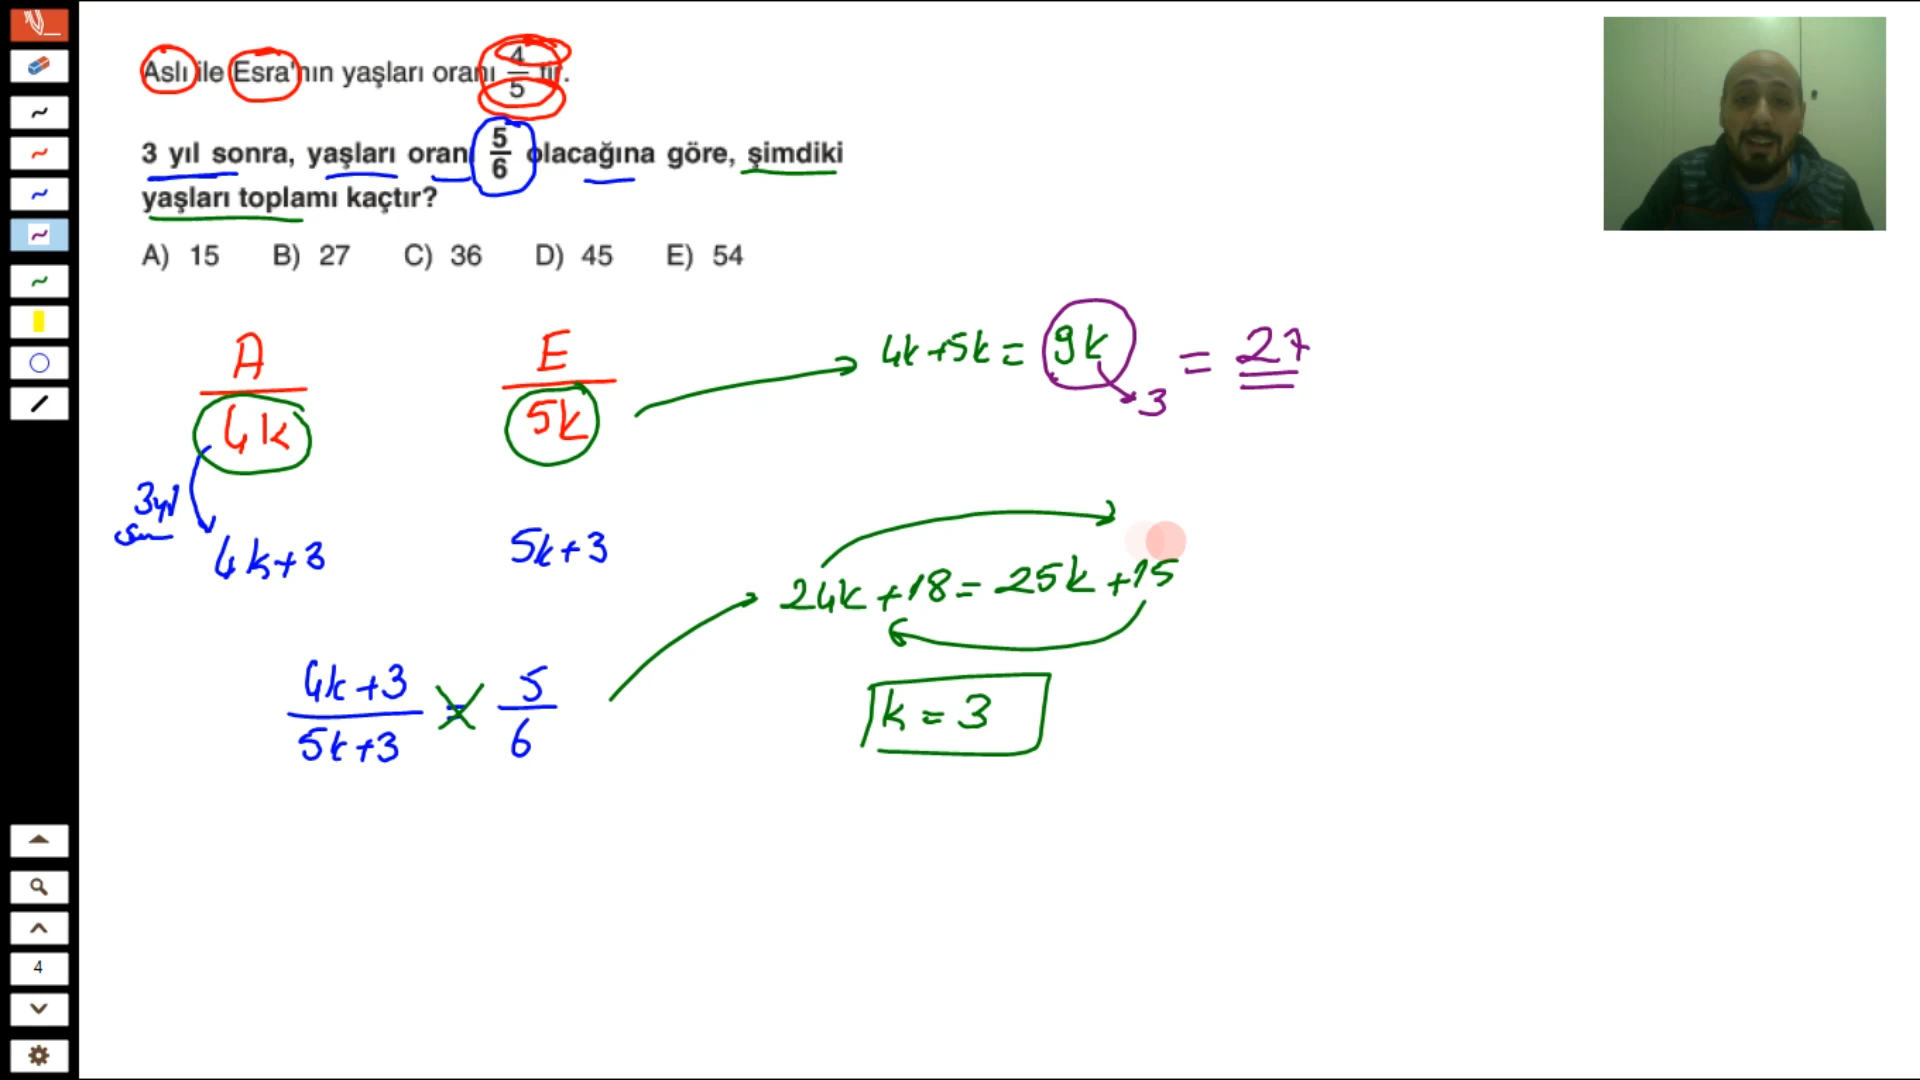 Aslı ile Esra'nın yaşları oranı 4/5 tir.
3 yıl sonra, yaşları oranı 5/6 olacağına göre, şimdiki
yaşları toplamı kaçtır?
A) 15 B) 27 C) 36 D) 45 E) 54
A E
4k 5k
4k+5k = 9k = 27
3
3 yıl
4k+3 5k+3
24k+18=25k+15
4k+3/5k+3 = 5/6
k = 3
4